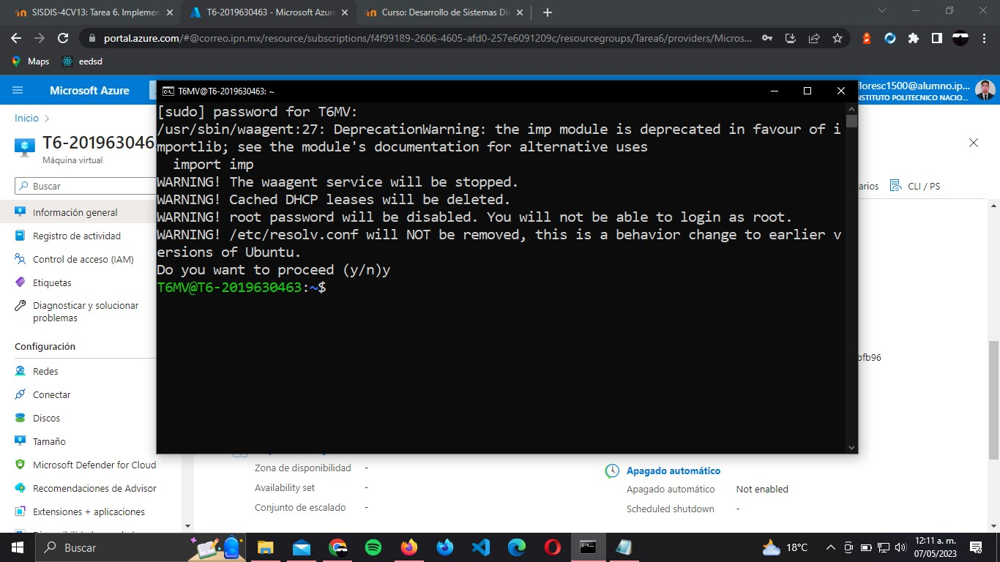 SISDIS-4CV13: Tarea 6. Implemen
T6-2019630463 - Microsoft Azure
Curso: Desarrollo de Sistemas Dis
portal.azure.com/#@correo.ipn.mx/resource/subscriptions/f4f99189-2606-4605-afd0-257e6091209c/resourcegroups/Tarea6/providers/Micros...
Maps
eedsd
Microsoft Azure
floresc1500@alumno.ip...
INSTITUTO POLITECNICO NACIO...
T6MV@T6-2019630463: ~
[sudo] password for T6MV:
/usr/sbin/waagent:27: DeprecationWarning: the imp module is deprecated in favour of i
mportlib; see the module's documentation for alternative uses
import imp
WARNING! The waagent service will be stopped.
WARNING! Cached DHCP leases will be deleted.
WARNING! root password will be disabled. You will not be able to login as root.
WARNING! /etc/resolv.conf will NOT be removed, this is a behavior change to earlier v
ersions of Ubuntu.
Do you want to proceed (y/n)y
T6MV@T6-2019630463:~$
Inicio
T6-201963046
Máquina virtual
Buscar
arios
CLI / PS
Información general
Registro de actividad
Control de acceso (IAM)
Etiquetas
Diagnosticar y solucionar
problemas
Configuración
Redes
Conectar
Discos
Tamaño
Microsoft Defender for Cloud
Recomendaciones de Advisor
Extensiones + aplicaciones
bfb96
Zona de disponibilidad -
Availability set -
Conjunto de escalado -
Apagado automático
Apagado automático Not enabled
Scheduled shutdown -
Buscar
18°C
12:11 a. m.
07/05/2023